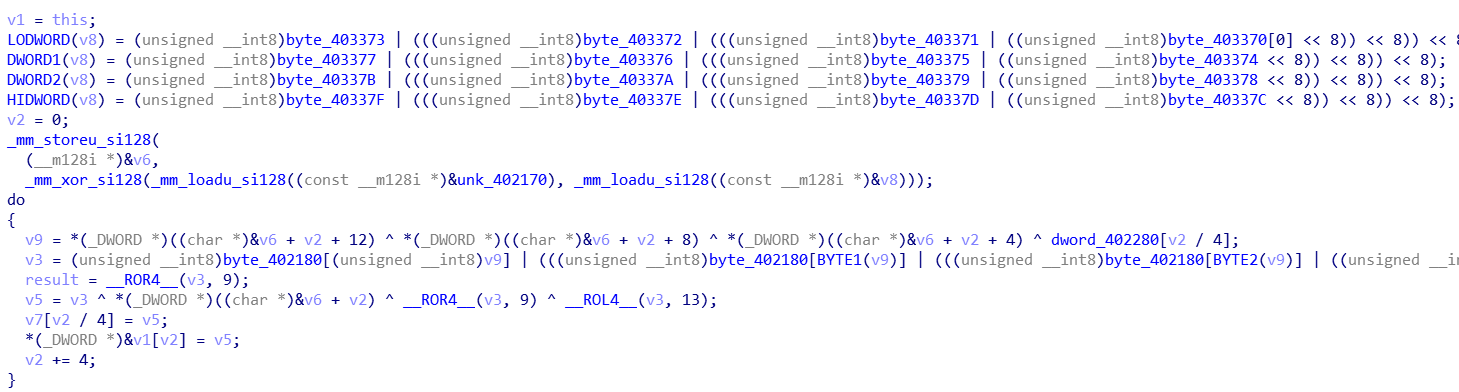 v1 = this;
LODWORD(v8) = (unsigned __int8)byte_403373 | (((unsigned __int8)byte_403372 | (((unsigned __int8)byte_403371 | ((unsigned __int8)byte_403370[0] << 8)) << 8)) << 8
DWORD1(v8) = (unsigned __int8)byte_403377 | (((unsigned __int8)byte_403376 | (((unsigned __int8)byte_403375 | ((unsigned __int8)byte_403374 << 8)) << 8)) << 8);
DWORD2(v8) = (unsigned __int8)byte_40337B | (((unsigned __int8)byte_40337A | (((unsigned __int8)byte_403379 | ((unsigned __int8)byte_403378 << 8)) << 8)) << 8);
HIDWORD(v8) = (unsigned __int8)byte_40337F | (((unsigned __int8)byte_40337E | (((unsigned __int8)byte_40337D | ((unsigned __int8)byte_40337C << 8)) << 8)) << 8);
v2 = 0;
_mm_storeu_si128(
(__m128i *)&v6,
_mm_xor_si128(_mm_loadu_si128((const __m128i *)&unk_402170), _mm_loadu_si128((const __m128i *)&v8)));
do
{
v9 = *(_DWORD *)((char *)&v6 + v2 + 12) ^ *(_DWORD *)((char *)&v6 + v2 + 8) ^ *(_DWORD *)((char *)&v6 + v2 + 4) ^ dword_402280[v2 / 4];
v3 = (unsigned __int8)byte_402180[(unsigned __int8)v9] | (((unsigned __int8)byte_402180[BYTE1(v9)] | (((unsigned __int8)byte_402180[BYTE2(v9)] | ((unsigned
result = __ROR4__(v3, 9);
v5 = v3 ^ *(_DWORD *)((char *)&v6 + v2) ^ __ROR4__(v3, 9) ^ __ROL4__(v3, 13);
v7[v2 / 4] = v5;
*(_DWORD *)&v1[v2] = v5;
v2 += 4;
}